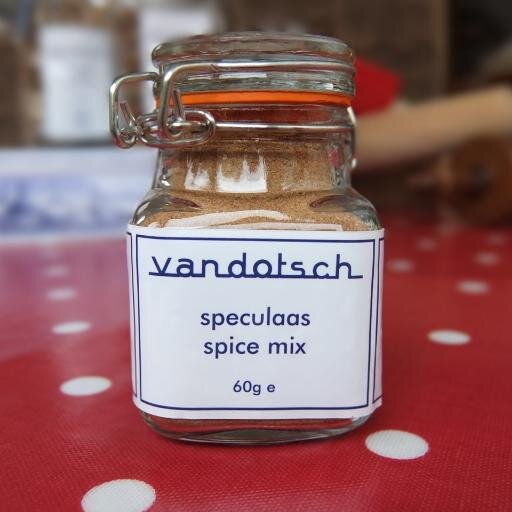 vandotsch
speculaas
spice mix
60g e